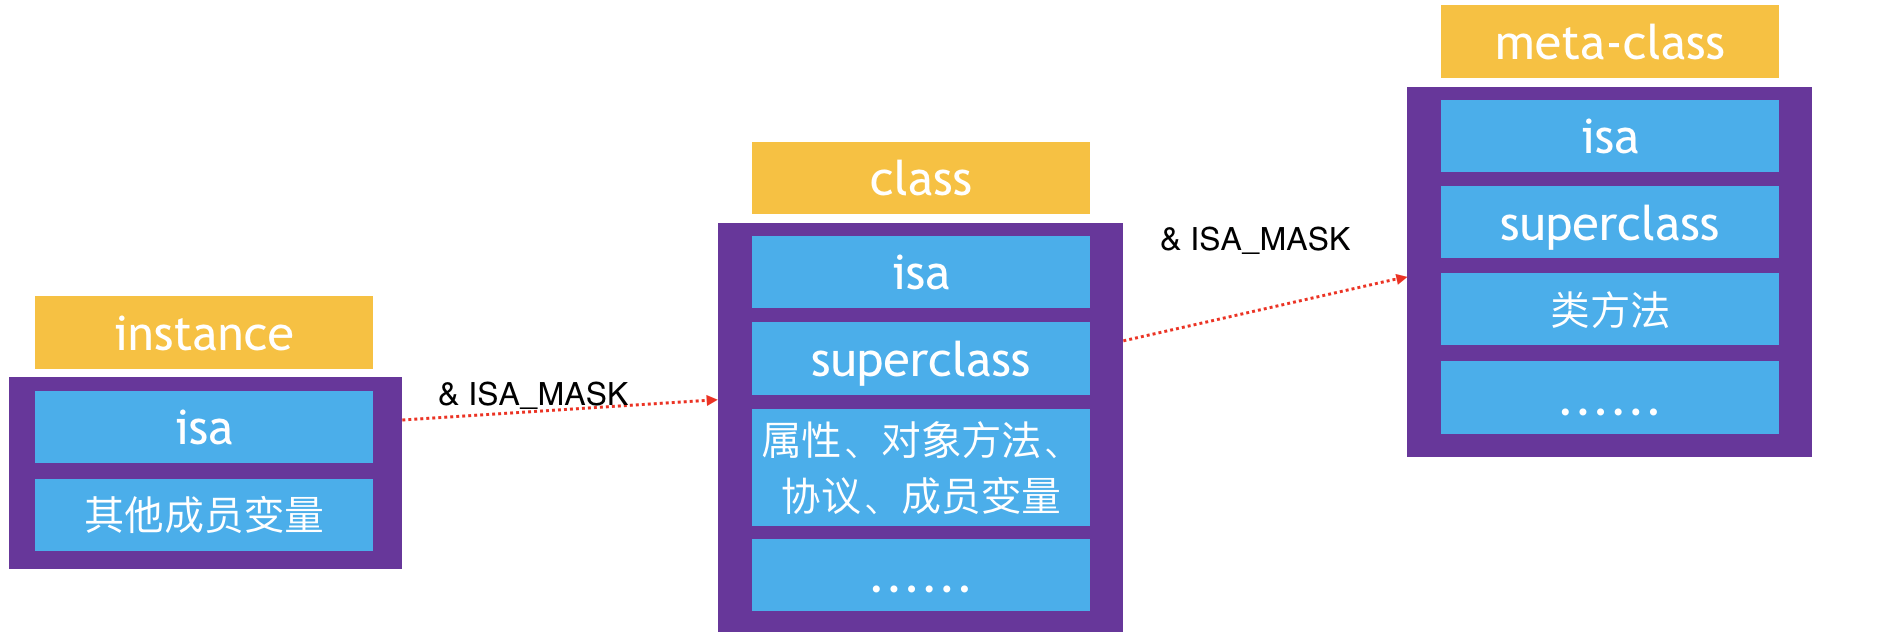 instance
isa
其他成员变量
& ISA_MASK
class
isa
superclass
属性、对象方法、
协议、成员变量
......
& ISA_MASK
meta-class
isa
superclass
类方法
......